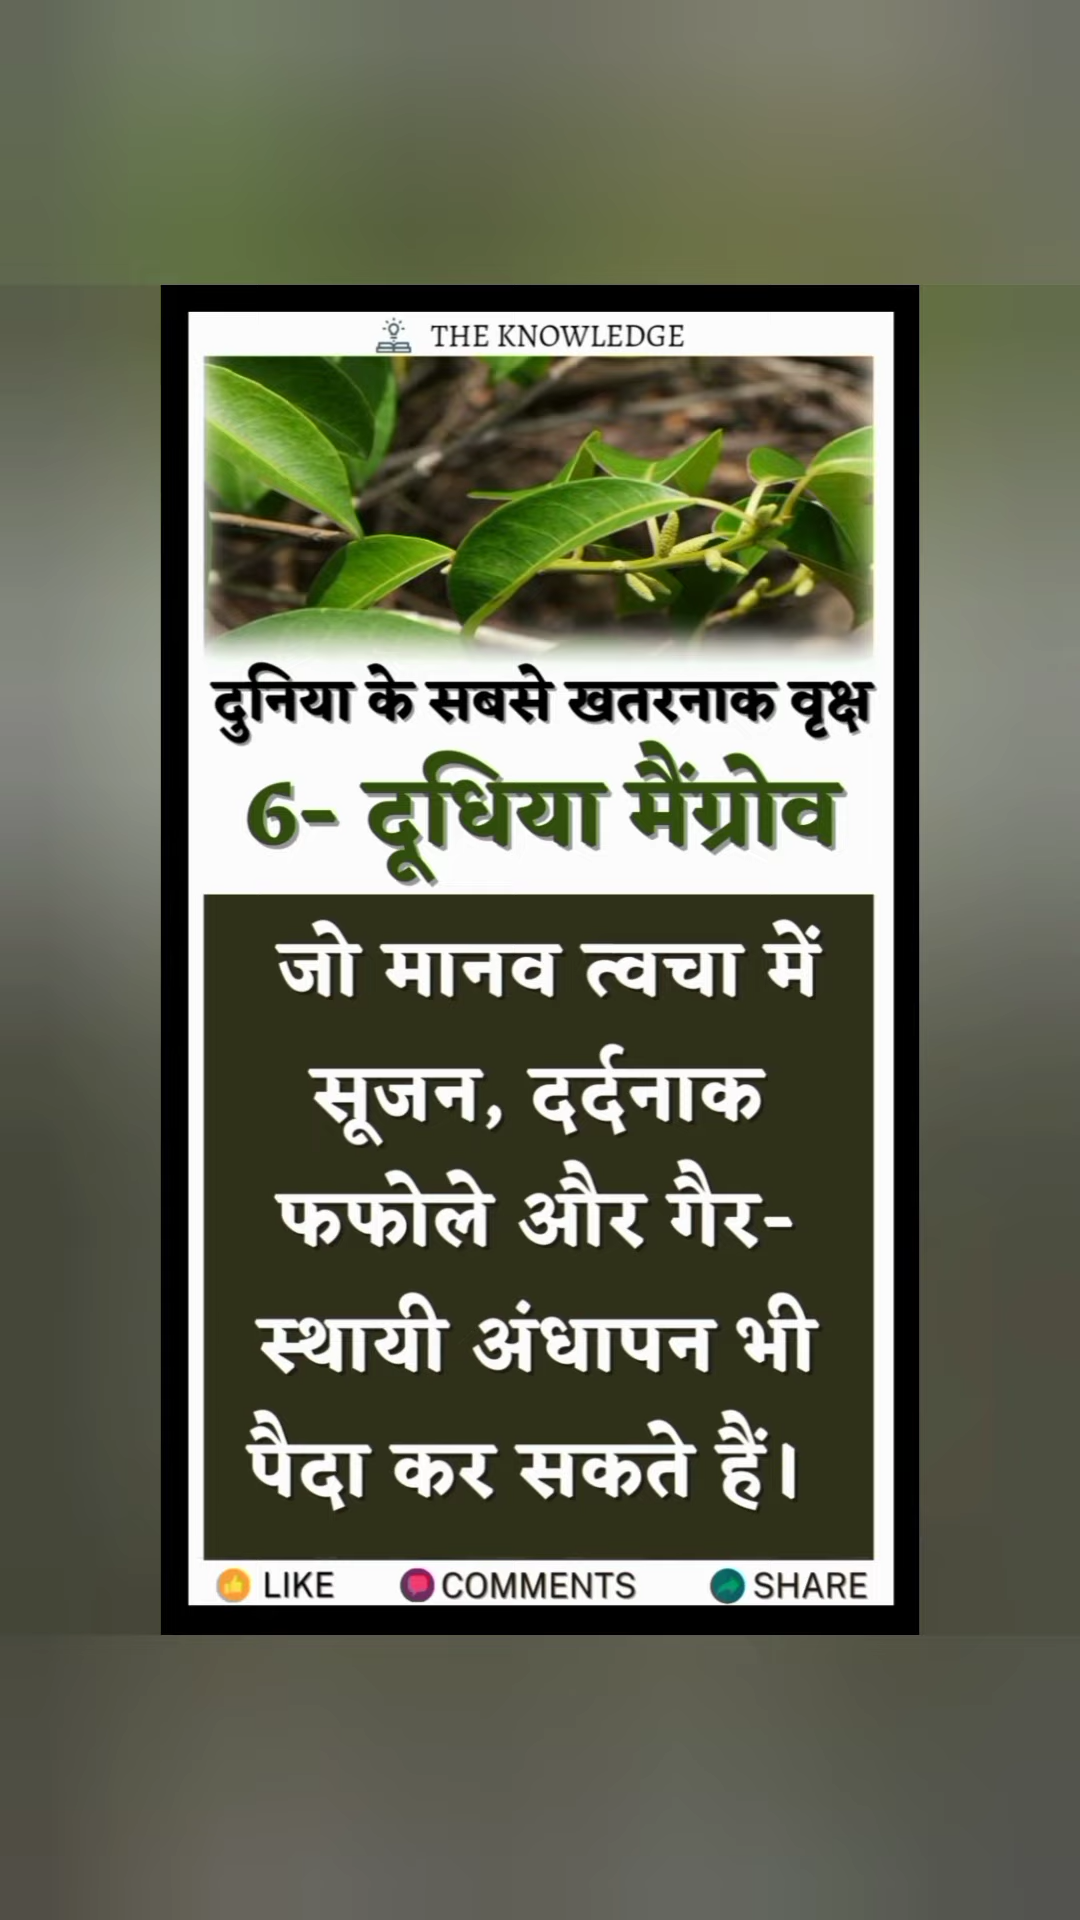 THE KNOWLEDGE
दुनिया के सबसे खतरनाक वृक्ष
6- दूधिया मैंग्रोव
जो मानव त्वचा में
सूजन, दर्दनाक
फफोले और गैर-
स्थायी अंधापन भी
पैदा कर सकते हैं।
LIKE COMMENTS SHARE